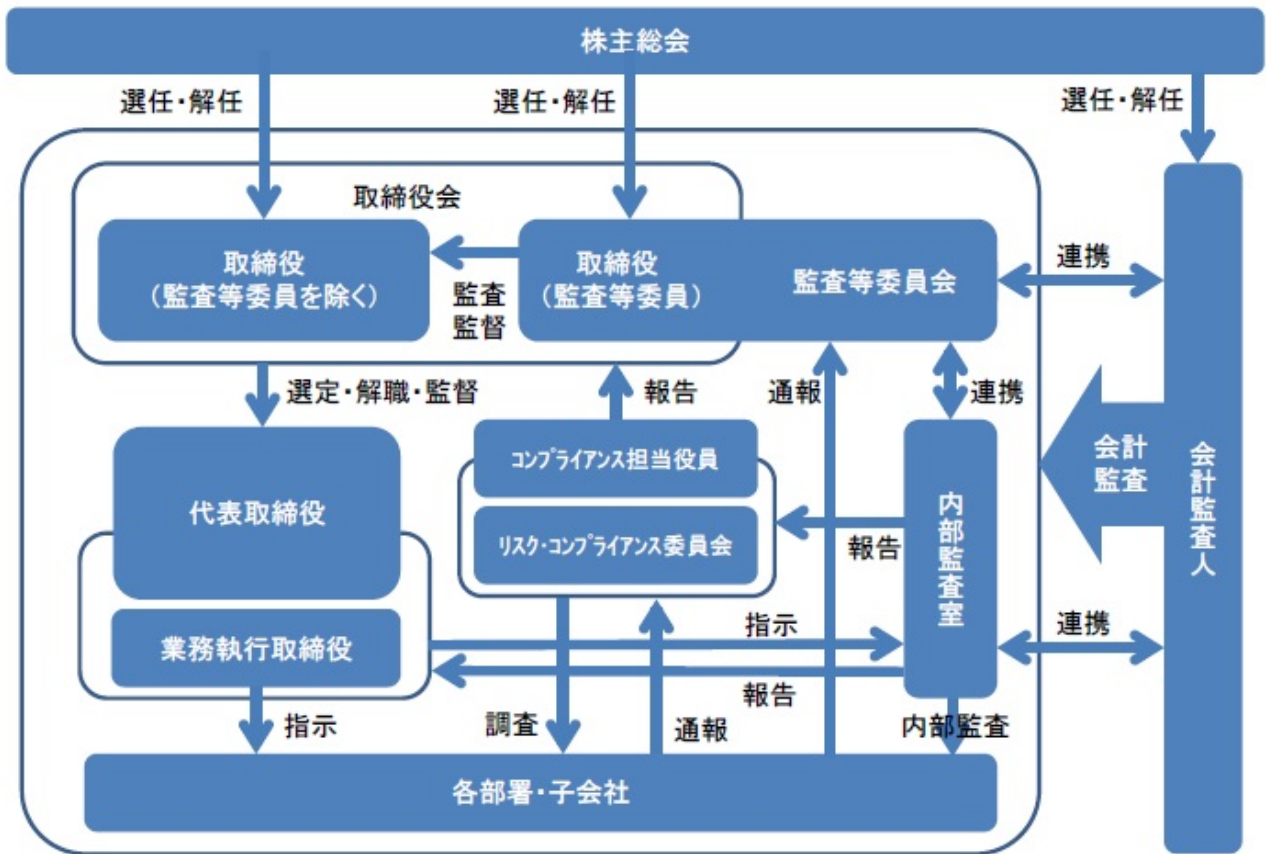 株主総会
選任・解任
選任・解任
選任・解任
取締役会
取締役
(監査等委員を除く)
監査
監督
取締役
(監査等委員)
監査等委員会
連携
選定・解職・監督
報告
通報
連携
コンプライアンス担当役員
代表取締役
リスク・コンプライアンス委員会
報告
内部監査室
会計
監査
会計監査人
業務執行取締役
指示
報告
連携
指示
調査
通報
内部監査
各部署・子会社